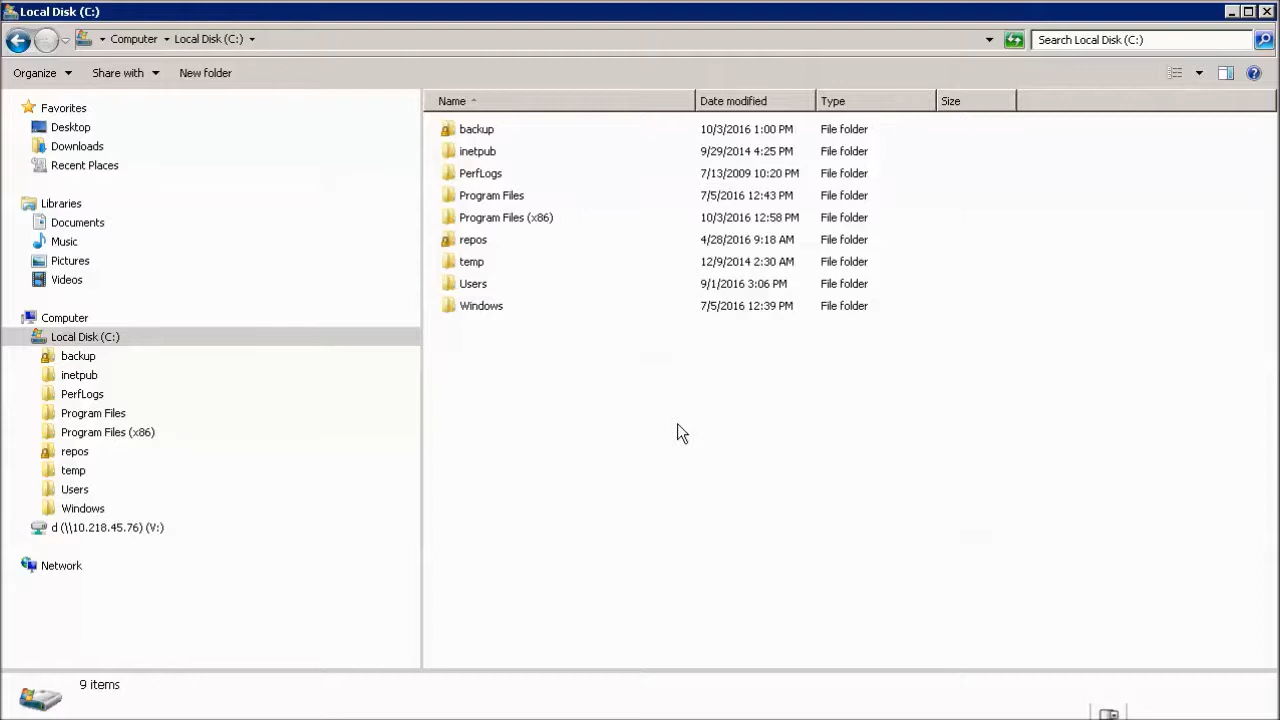 Local Disk (C:)
Computer Local Disk (C:) Search Local Disk (C:)
Organize Share with New folder
Name Date modified Type Size
backup 10/3/2016 1:00 PM File folder
inetpub 9/29/2014 4:25 PM File folder
PerfLogs 7/13/2009 10:20 PM File folder
Program Files 7/5/2016 12:43 PM File folder
Program Files (x86) 10/3/2016 12:58 PM File folder
repos 4/28/2016 9:18 AM File folder
temp 12/9/2014 2:30 AM File folder
Users 9/1/2016 3:06 PM File folder
Windows 7/5/2016 12:39 PM File folder
Favorites
Desktop
Downloads
Recent Places
Libraries
Documents
Music
Pictures
Videos
Computer
Local Disk (C:)
backup
inetpub
PerfLogs
Program Files
Program Files (x86)
repos
temp
Users
Windows
d (\\10.218.45.76) (V:)
Network
9 items